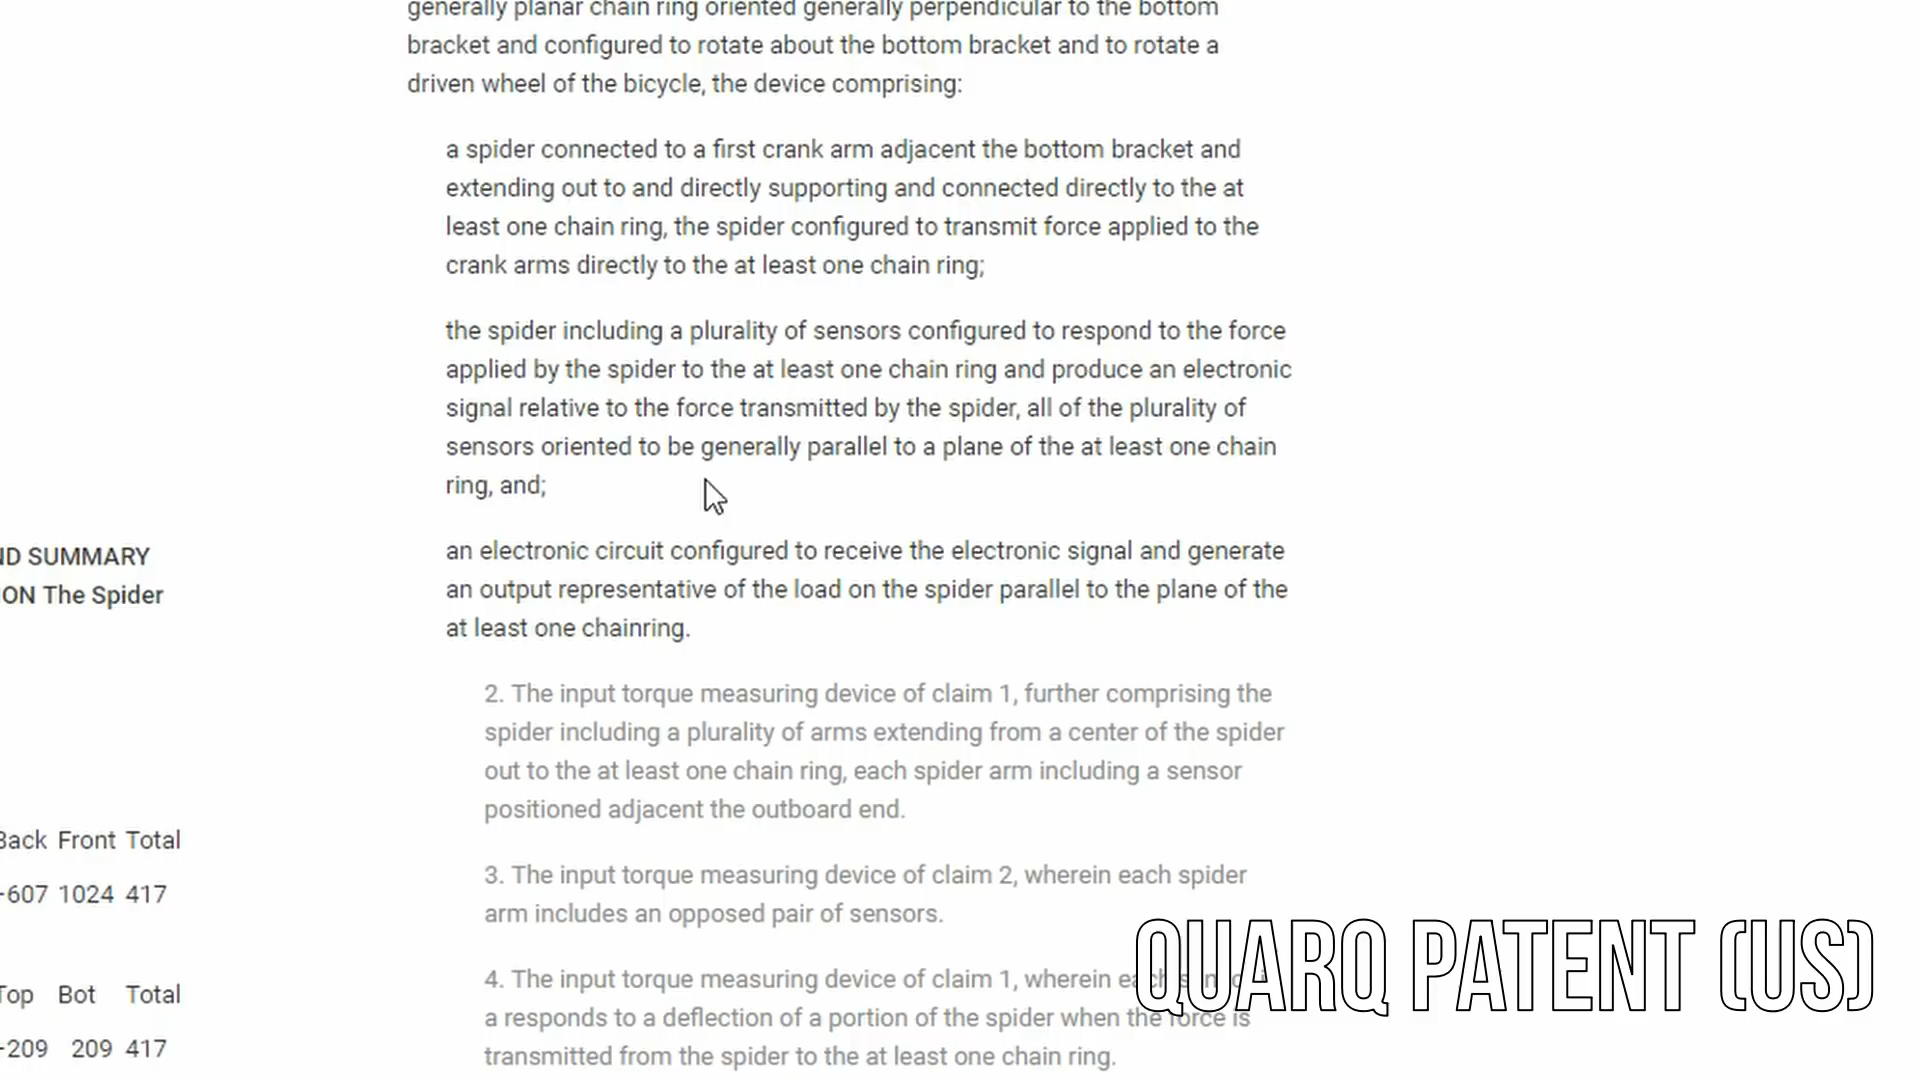 generally planar chain ring oriented generally perpendicular to the bottom
bracket and configured to rotate about the bottom bracket and to rotate a
driven wheel of the bicycle, the device comprising:
a spider connected to a first crank arm adjacent the bottom bracket and
extending out to and directly supporting and connected directly to the at
least one chain ring, the spider configured to transmit force applied to the
crank arms directly to the at least one chain ring;
the spider including a plurality of sensors configured to respond to the force
applied by the spider to the at least one chain ring and produce an electronic
signal relative to the force transmitted by the spider, all of the plurality of
sensors oriented to be generally parallel to a plane of the at least one chain
ring, and;
an electronic circuit configured to receive the electronic signal and generate
an output representative of the load on the spider parallel to the plane of the
at least one chainring.
2. The input torque measuring device of claim 1, further comprising the
spider including a plurality of arms extending from a center of the spider
out to the at least one chain ring, each spider arm including a sensor
positioned adjacent the outboard end.
3. The input torque measuring device of claim 2, wherein each spider
arm includes an opposed pair of sensors.
4. The input torque measuring device of claim 1, wherein
a responds to a deflection of a portion of the spider when the force is
transmitted from the spider to the at least one chain ring.
ND SUMMARY
ION The Spider
Back Front Total
-607 1024 417
Top Bot Total
-209 209 417
QUARQ PATENT (US)